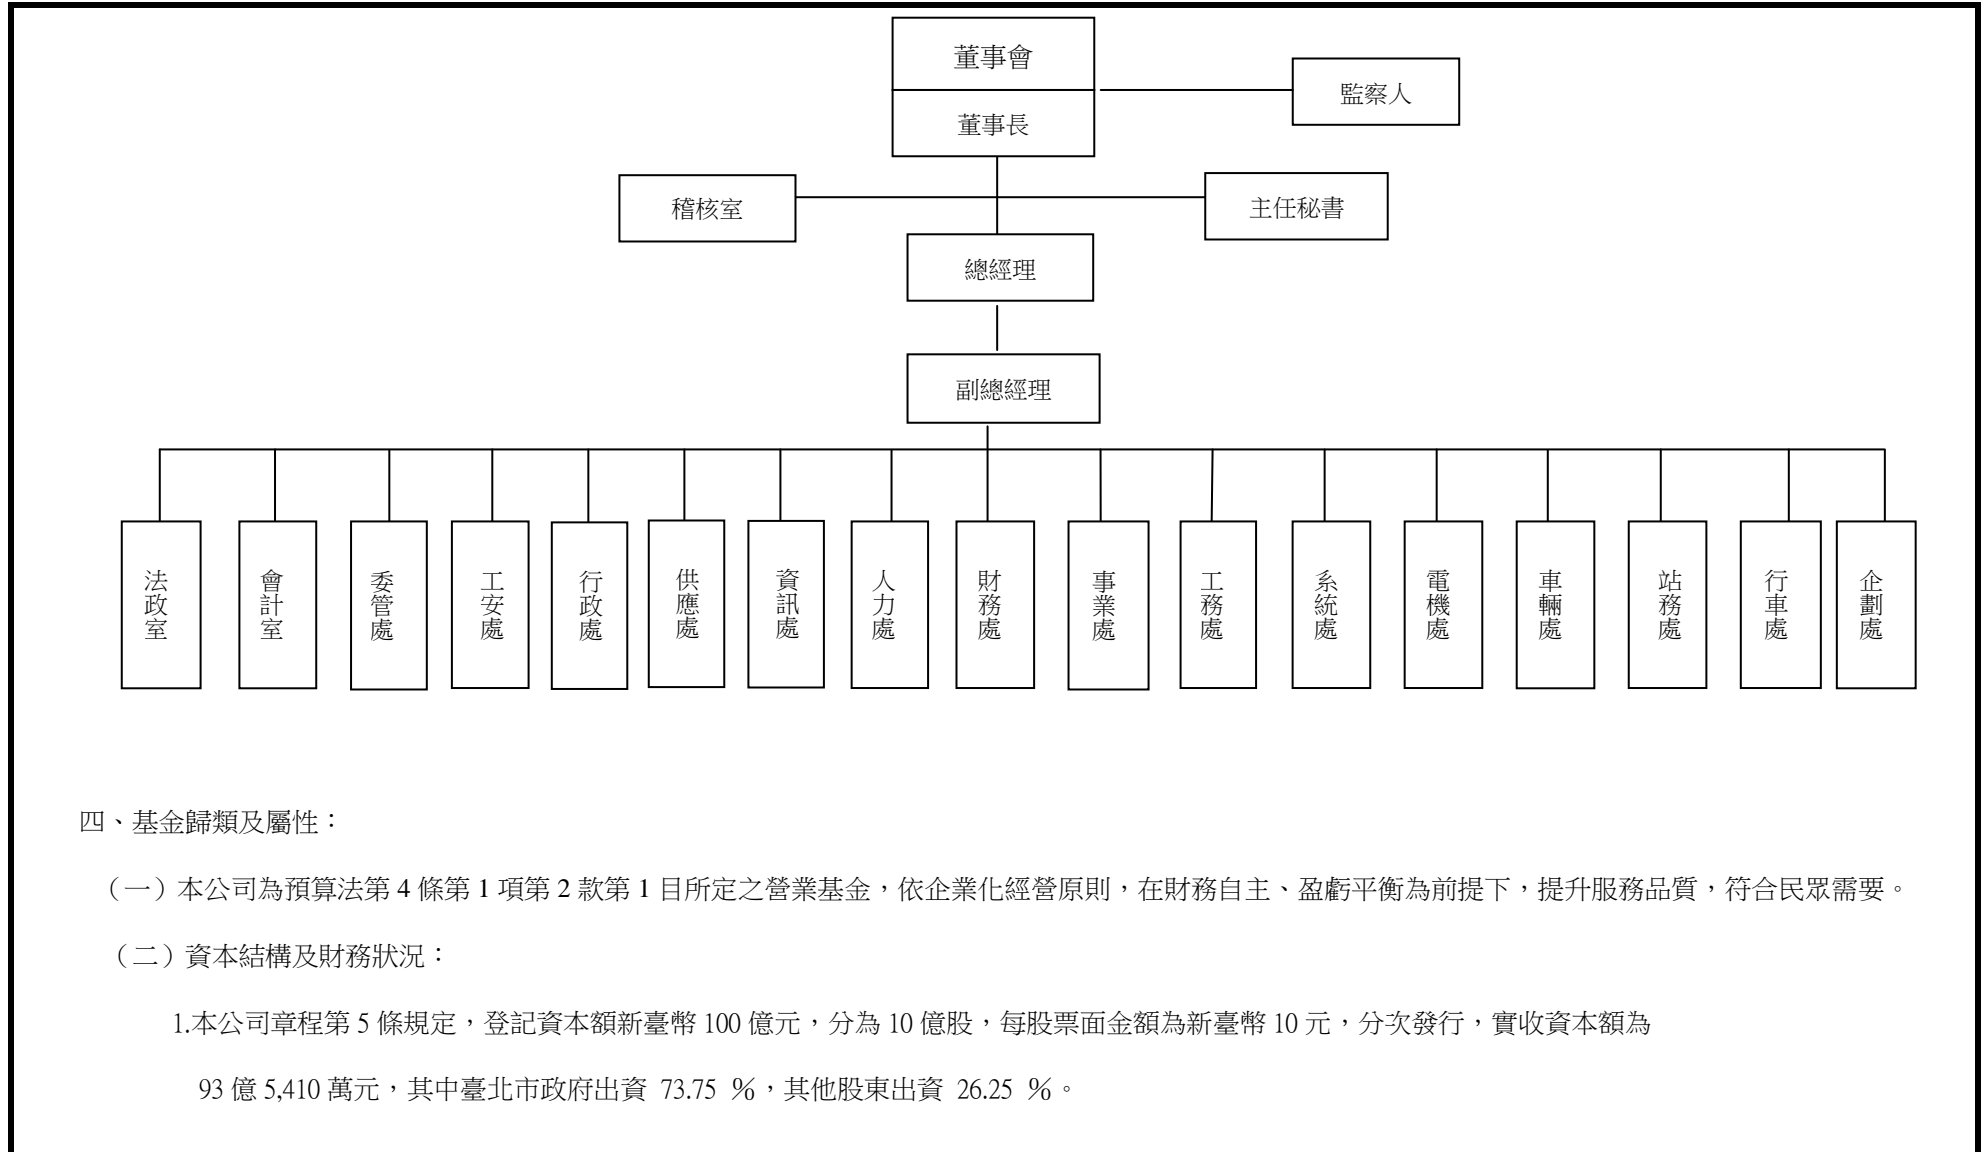 董事會
監察人
董事長
稽核室
主任秘書
總經理
副總經理
法政室
會計室
委管處
工安處
行政處
供應處
資訊處
人力處
財務處
事業處
工務處
系統處
電機處
車輛處
站務處
行車處
企劃處
四、基金歸類及屬性：
（一）本公司為預算法第 4 條第 1 項第 2 款第 1 目所定之營業基金，依企業化經營原則，在財務自主、盈虧平衡為前提下，提升服務品質，符合民眾需要。
（二）資本結構及財務狀況：
1.本公司章程第 5 條規定，登記資本額新臺幣 100 億元，分為 10 億股，每股票面金額為新臺幣 10 元，分次發行，實收資本額為
93 億 5,410 萬元，其中臺北市政府出資 73.75 ％，其他股東出資 26.25 ％。